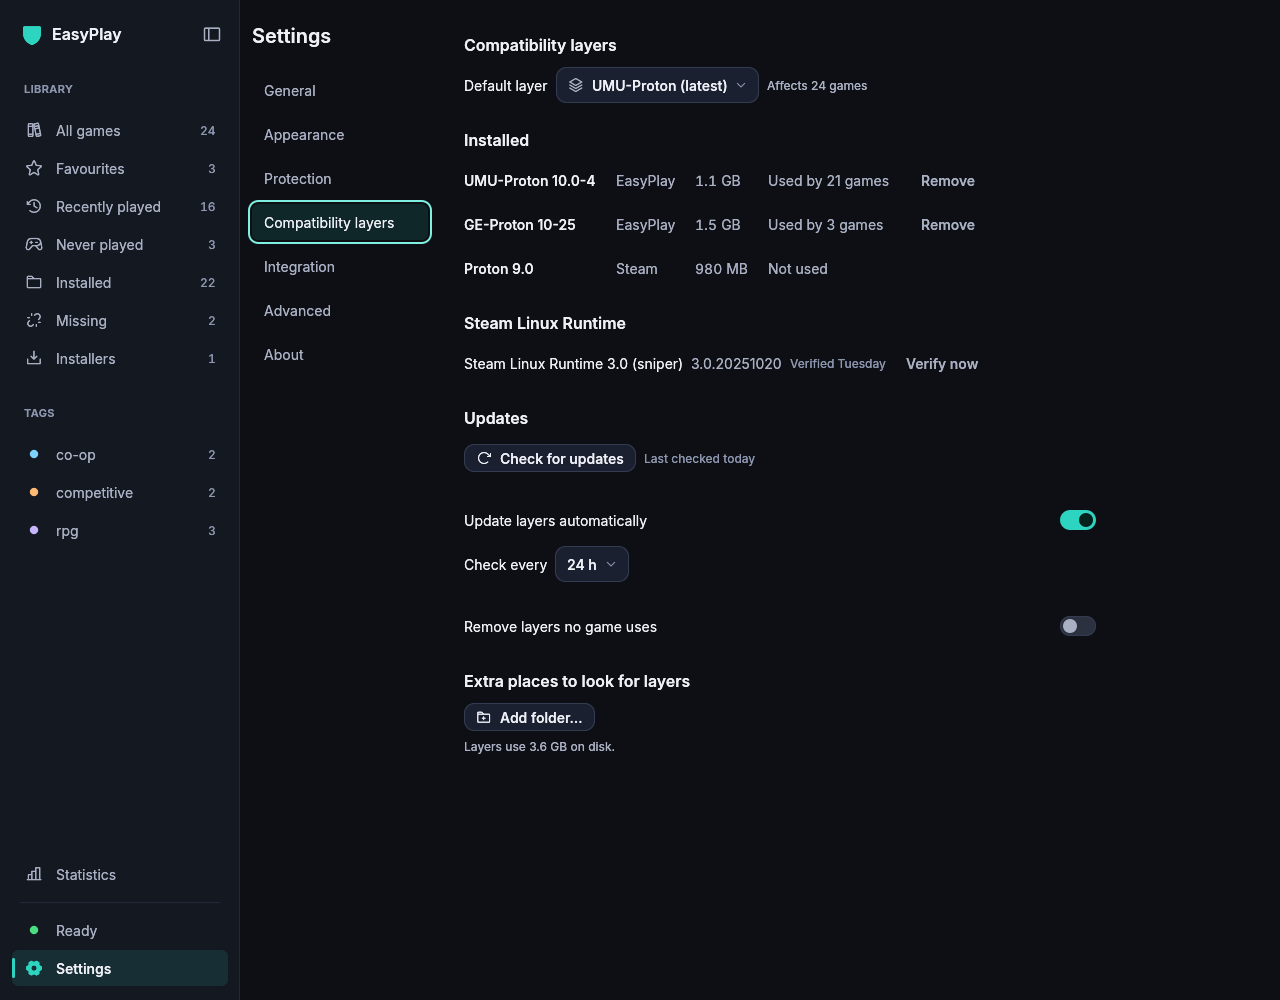 EasyPlay
LIBRARY
All games 24
Favourites 3
Recently played 16
Never played 3
Installed 22
Missing 2
Installers 1
TAGS
co-op 2
competitive 2
rpg 3
Statistics
Ready
Settings
Settings
General
Appearance
Protection
Compatibility layers
Integration
Advanced
About
Compatibility layers
Default layer UMU-Proton (latest) Affects 24 games
Installed
UMU-Proton 10.0-4 EasyPlay 1.1 GB Used by 21 games Remove
GE-Proton 10-25 EasyPlay 1.5 GB Used by 3 games Remove
Proton 9.0 Steam 980 MB Not used
Steam Linux Runtime
Steam Linux Runtime 3.0 (sniper) 3.0.20251020 Verified Tuesday Verify now
Updates
Check for updates Last checked today
Update layers automatically
Check every 24 h
Remove layers no game uses
Extra places to look for layers
Add folder...
Layers use 3.6 GB on disk.